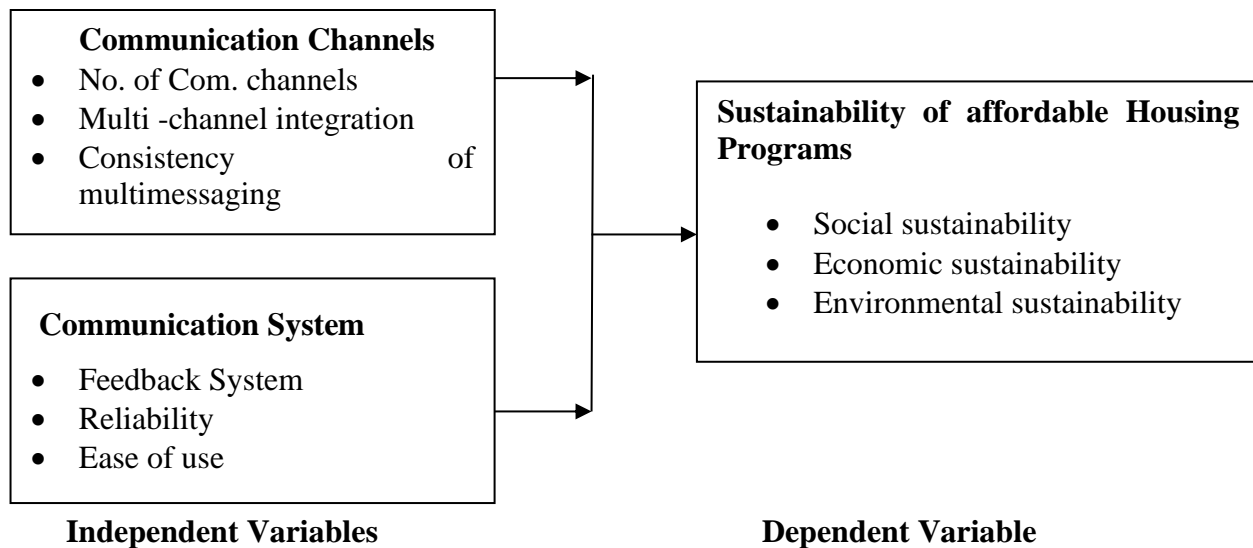 Communication Channels
• No. of Com. channels
• Multi -channel integration
• Consistency of
multimessaging
Communication System
• Feedback System
• Reliability
• Ease of use
Independent Variables
Sustainability of affordable Housing
Programs
• Social sustainability
• Economic sustainability
• Environmental sustainability
Dependent Variable